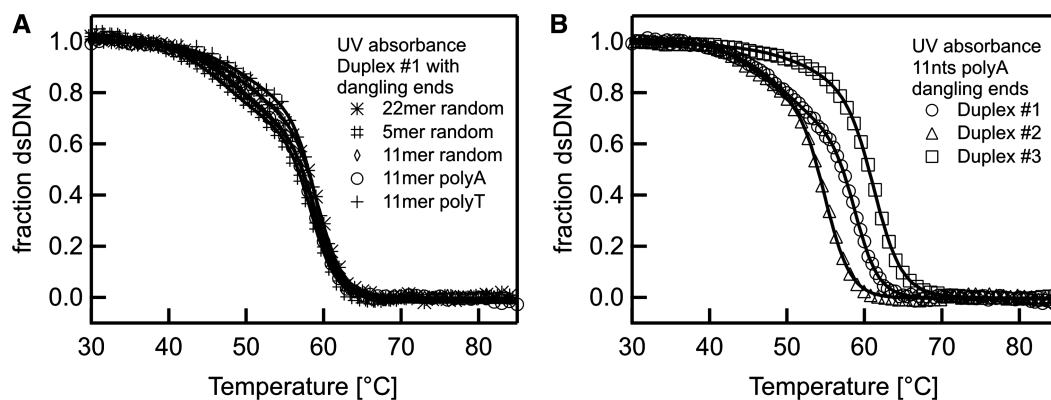 A
UV absorbance
Duplex #1 with
dangling ends
22mer random
5mer random
11mer random
11mer polyA
11mer polyT
fraction dsDNA
1.0
0.8
0.6
0.4
0.2
0.0
30 40 50 60 70 80
Temperature [°C]
B
UV absorbance
11nts polyA
dangling ends
Duplex #1
Duplex #2
Duplex #3
fraction dsDNA
1.0
0.8
0.6
0.4
0.2
0.0
30 40 50 60 70 80
Temperature [°C]